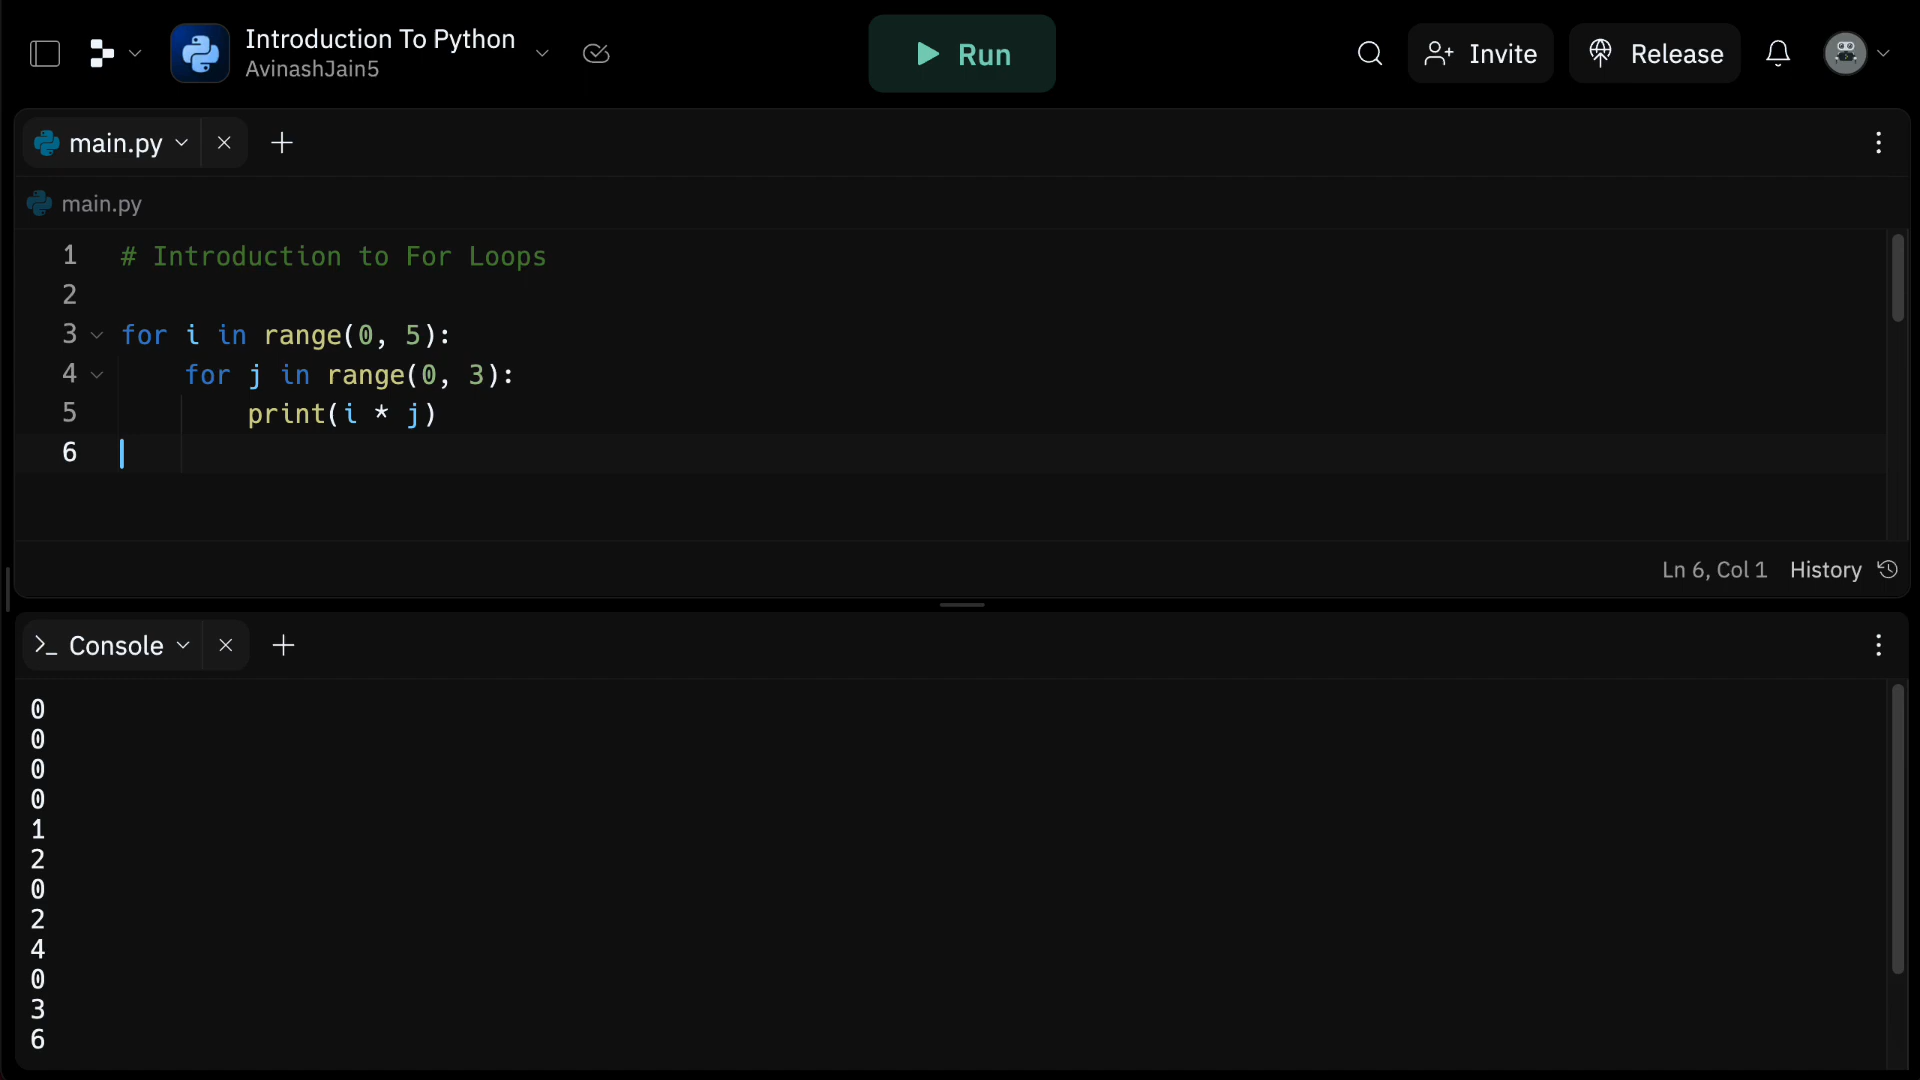 Introduction To Python
AvinashJain5
Run
Invite
Release
main.py
main.py
1 # Introduction to For Loops
2
3 for i in range(0, 5):
4     for j in range(0, 3):
5         print(i * j)
6
Ln 6, Col 1 History
>_ Console
0
0
0
0
1
2
0
2
4
0
3
6